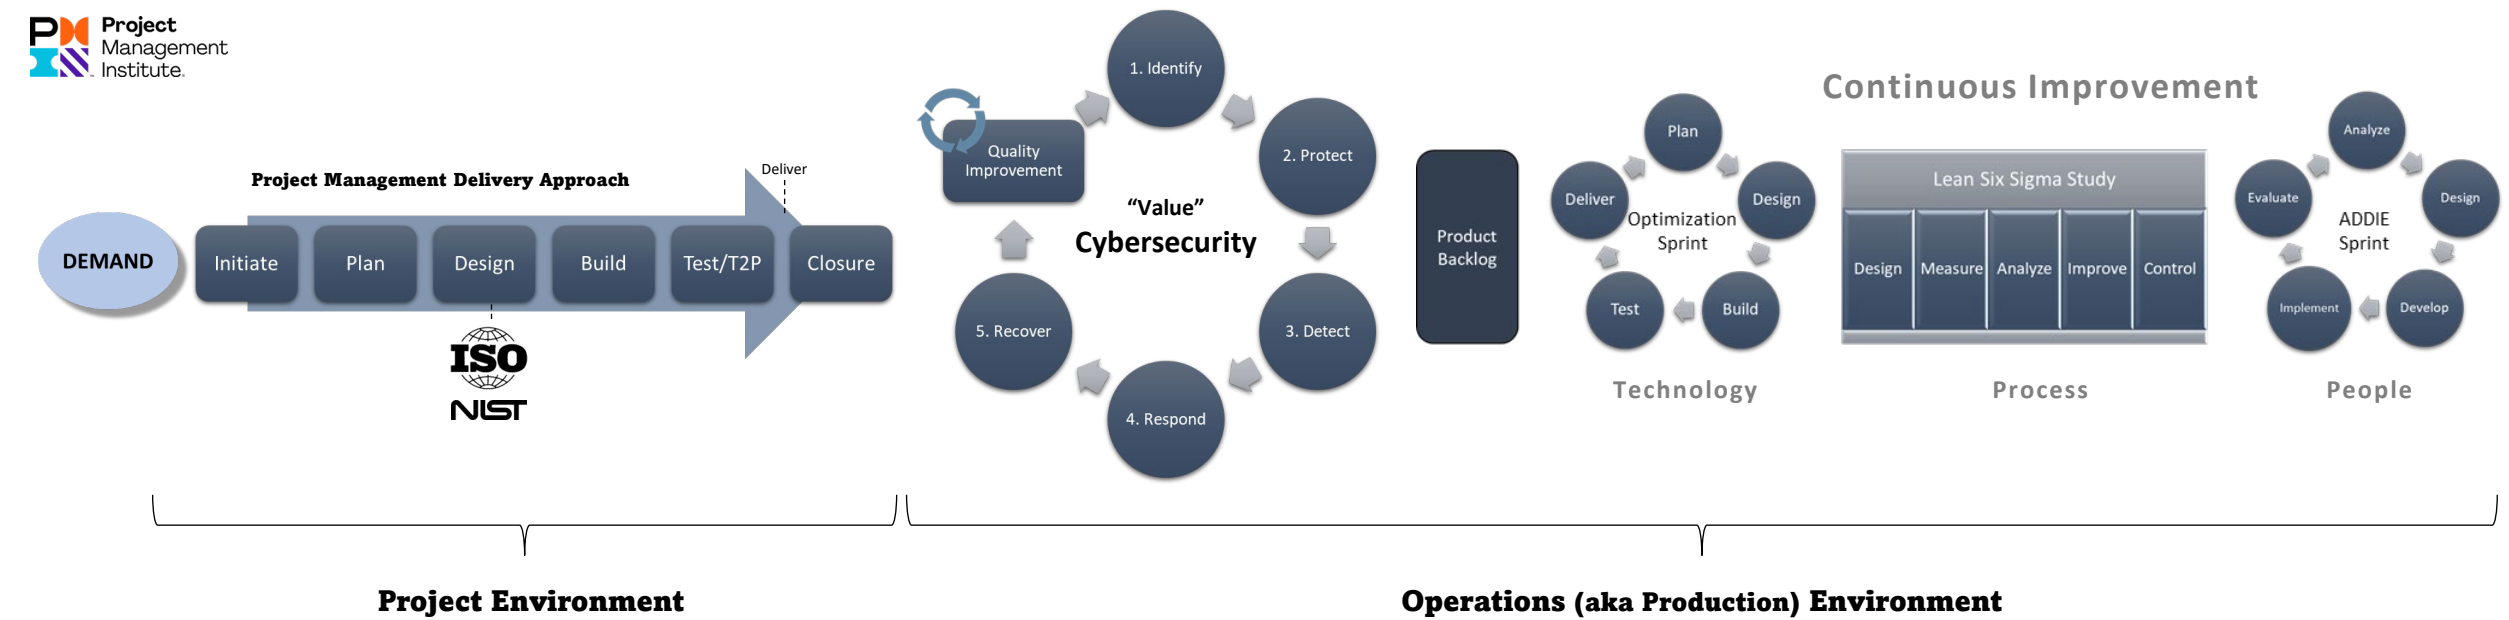 Project
Management
Institute.
Project Management Delivery Approach
Deliver
DEMAND
Initiate
Plan
Design
Build
Test/T2P
Closure
ISO
NIST
Project Environment
1. Identify
2. Protect
3. Detect
4. Respond
5. Recover
Quality
Improvement
“Value”
Cybersecurity
Product
Backlog
Continuous Improvement
Plan
Design
Build
Test
Deliver
Optimization
Sprint
Technology
Lean Six Sigma Study
Design
Measure
Analyze
Improve
Control
Process
Analyze
Design
Develop
Implement
Evaluate
ADDIE
Sprint
People
Operations (aka Production) Environment